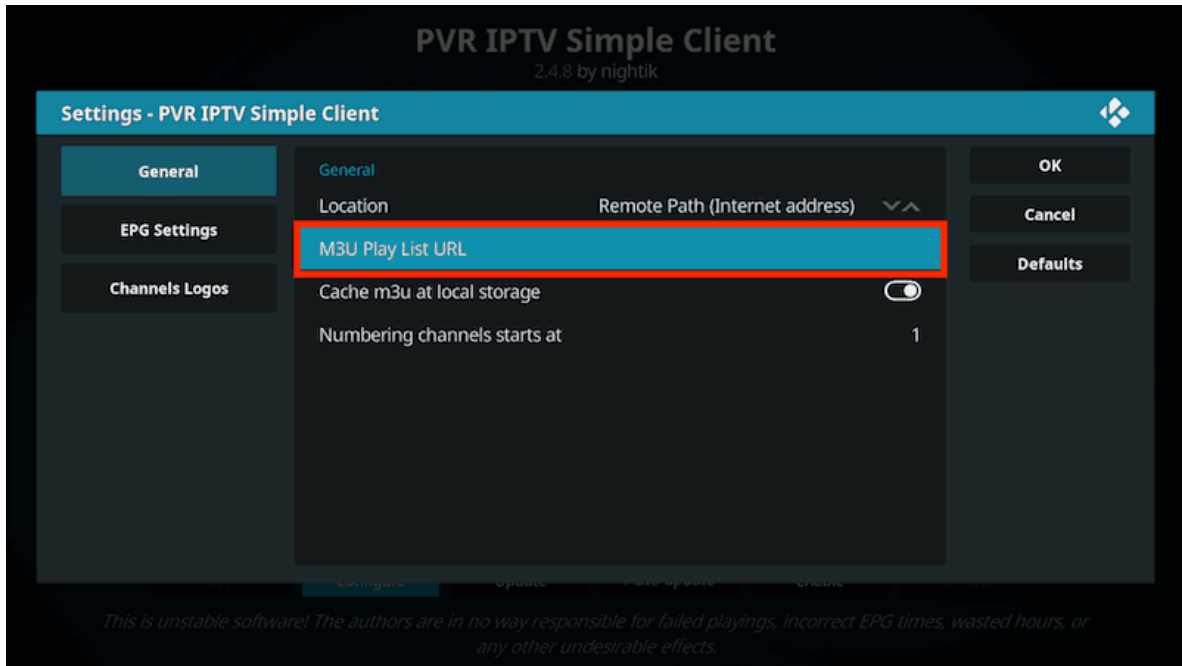 PVR IPTV Simple Client
2.4.8 by nightik
Settings - PVR IPTV Simple Client
General
EPG Settings
Channels Logos
General
Location Remote Path (Internet address)
M3U Play List URL
Cache m3u at local storage
Numbering channels starts at 1
OK
Cancel
Defaults
Configure Update Auto-update Enable
This is unstable software! The authors are in no way responsible for failed playings, incorrect EPG times, wasted hours, or
any other undesirable effects.